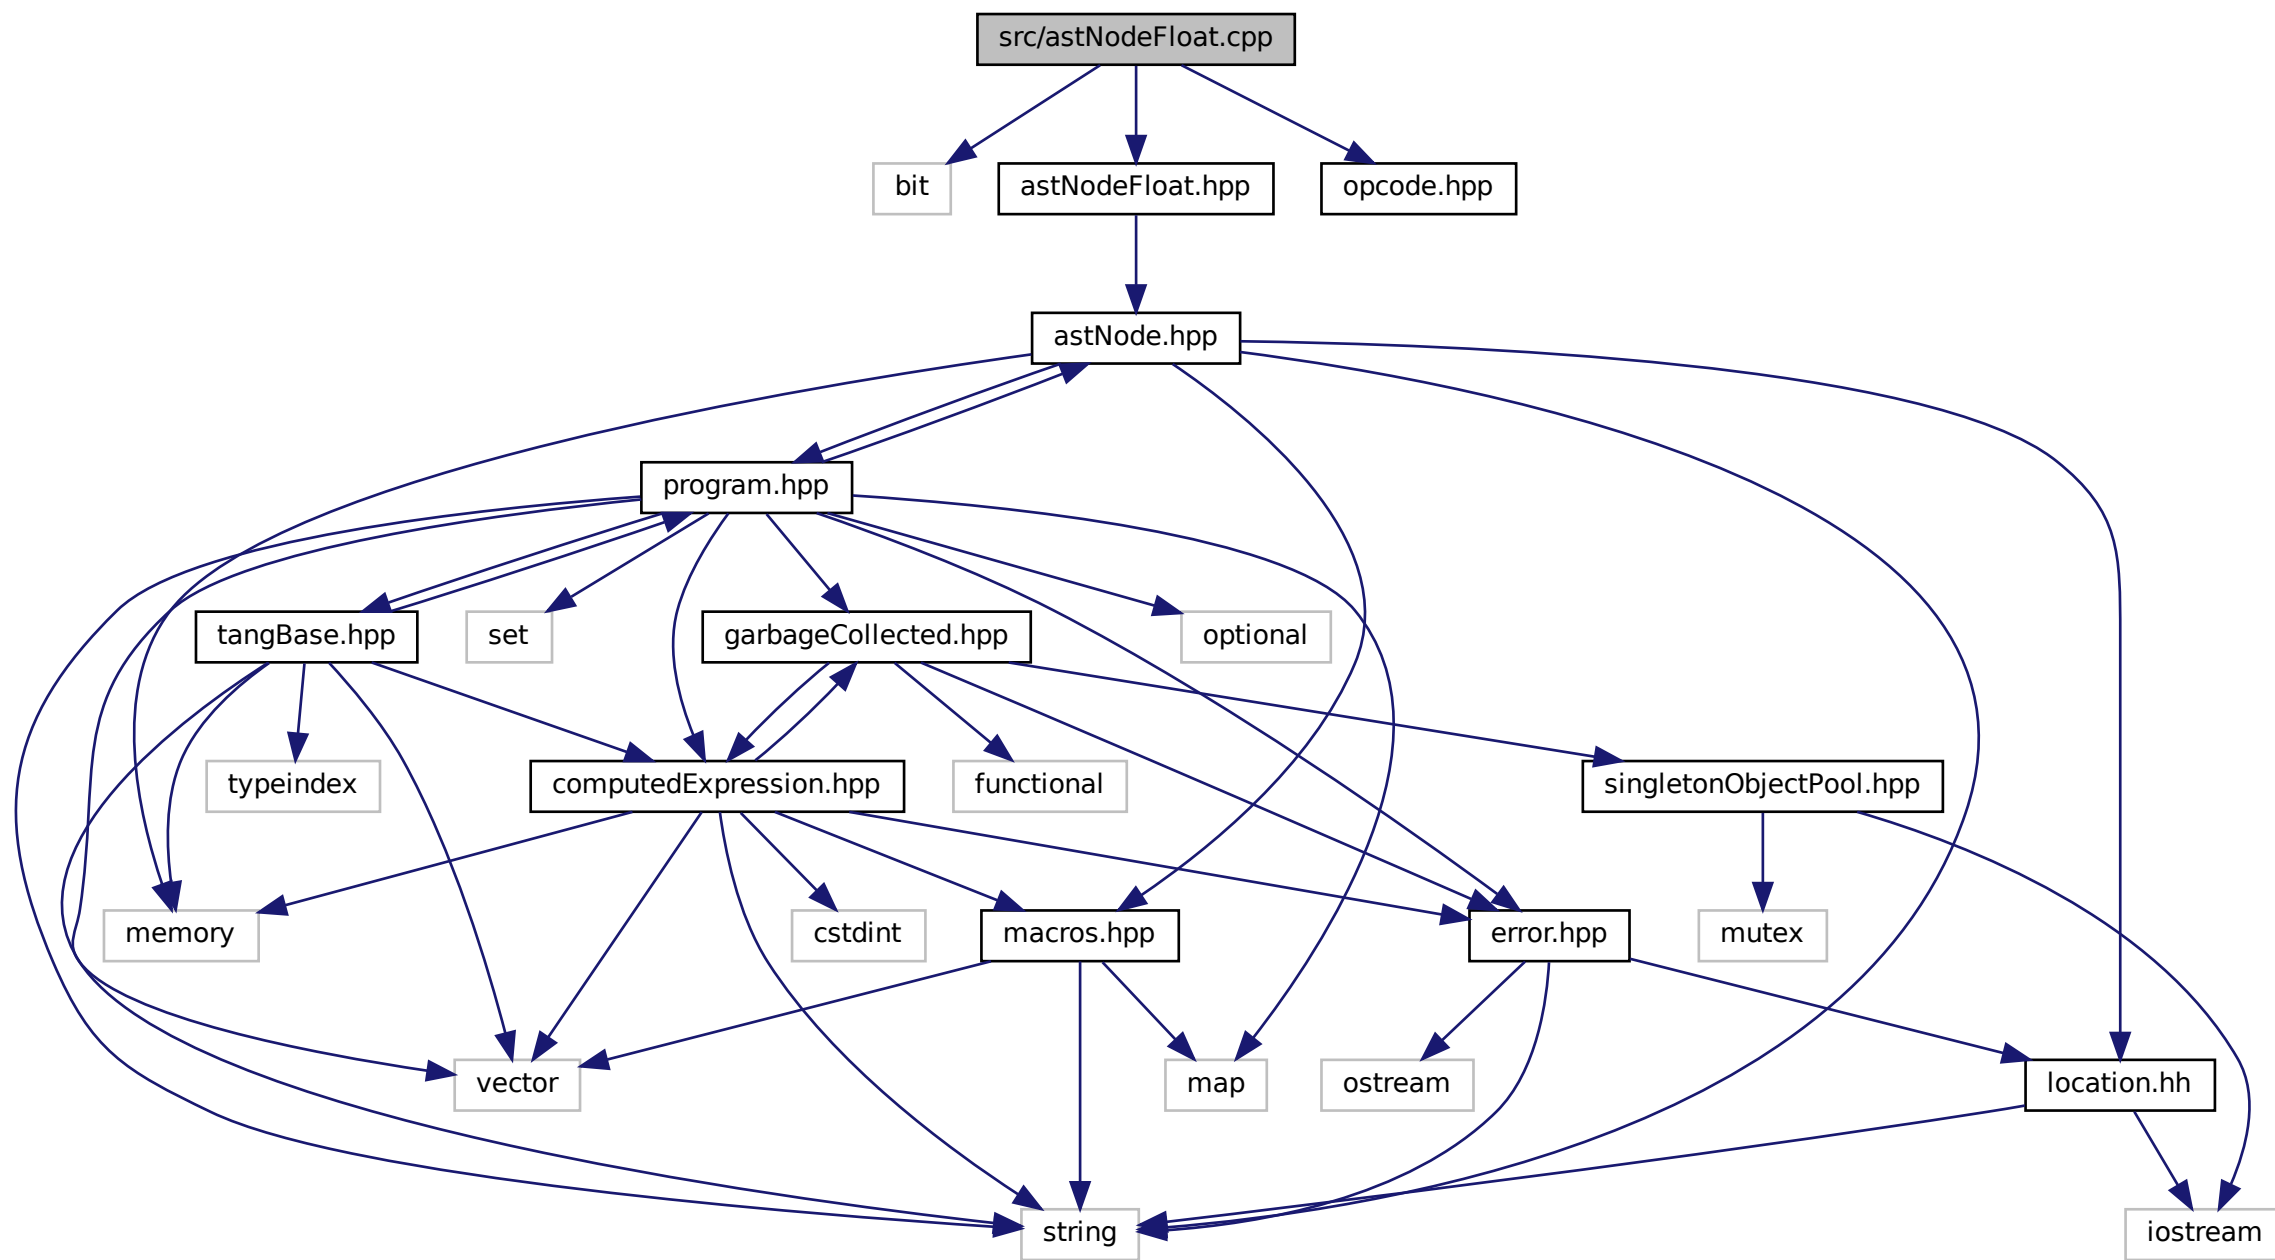 src/astNodeFloat.cpp
bit
astNodeFloat.hpp
opcode.hpp
astNode.hpp
program.hpp
tangBase.hpp
set
garbageCollected.hpp
optional
typeindex
computedExpression.hpp
functional
singletonObjectPool.hpp
memory
cstdint
macros.hpp
error.hpp
mutex
vector
map
ostream
location.hh
string
iostream